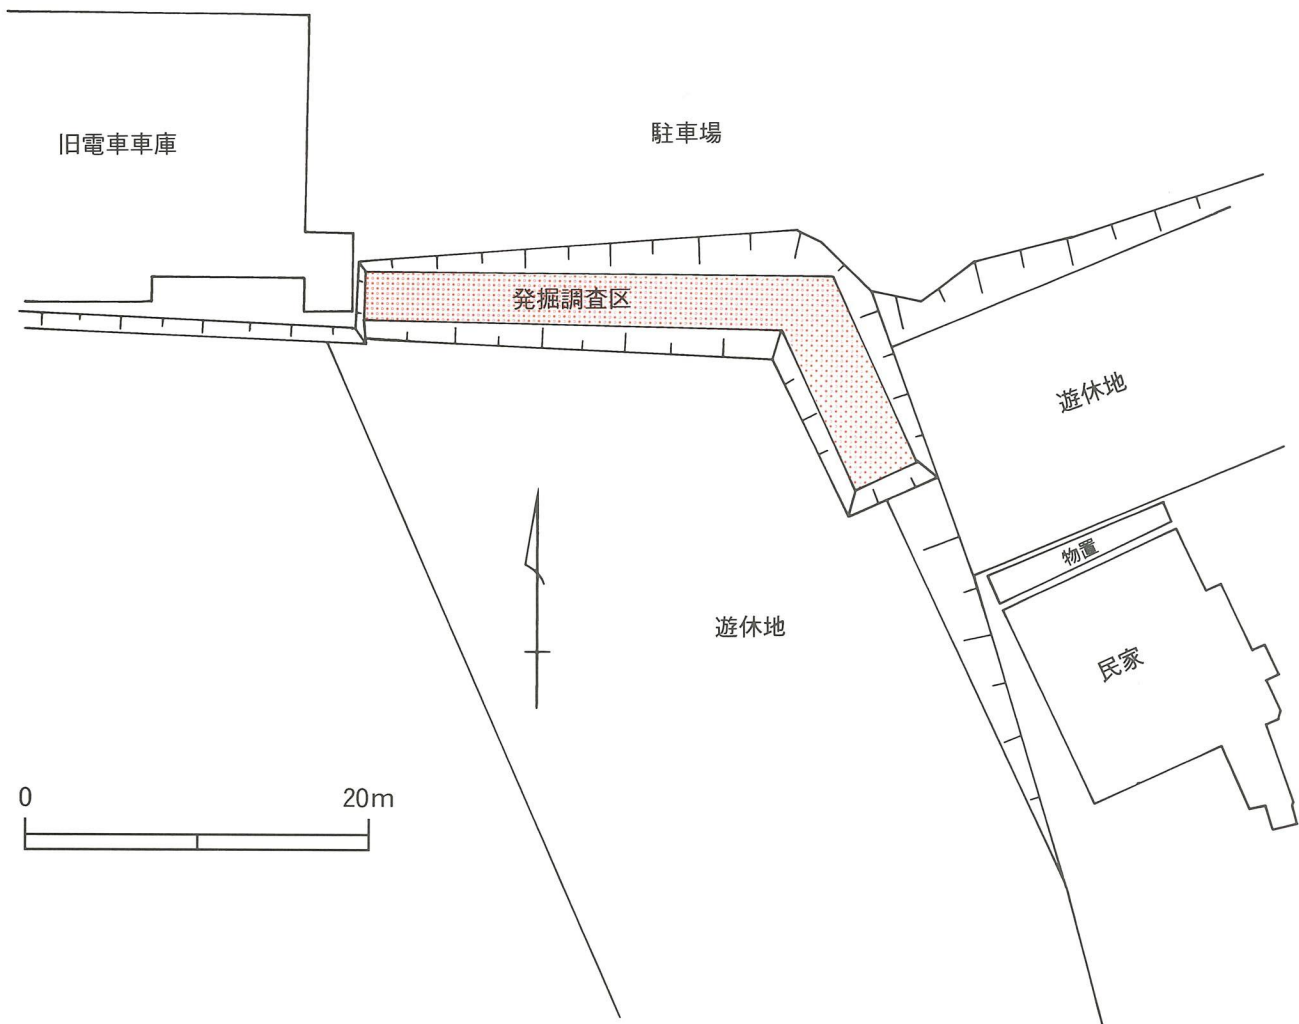 旧電車車庫
駐車場
発掘調査区
遊休地
物置
遊休地
民家
0 20m